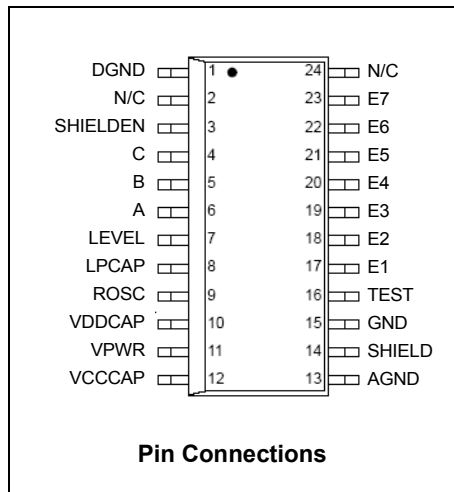 DGND 1 24 N/C
N/C 2 23 E7
SHIELDEN 3 22 E6
C 4 21 E5
B 5 20 E4
A 6 19 E3
LEVEL 7 18 E2
LPCAP 8 17 E1
ROSC 9 16 TEST
VDDCAP 10 15 GND
VPWR 11 14 SHIELD
VCCCAP 12 13 AGND
Pin Connections